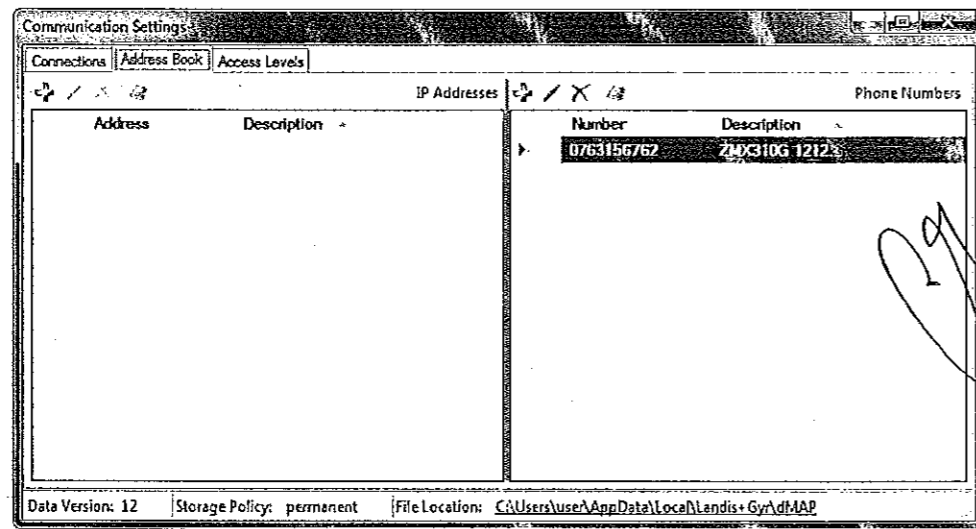 Communication Settings
Connections Address Book Access Levels
IP Addresses
Phone Numbers
Address Description
Number Description
0763156762 ZMX310G 1212
Data Version: 12 Storage Policy: permanent File Location: C:\Users\user\AppData\Local\Landis+Gyr\dMAP